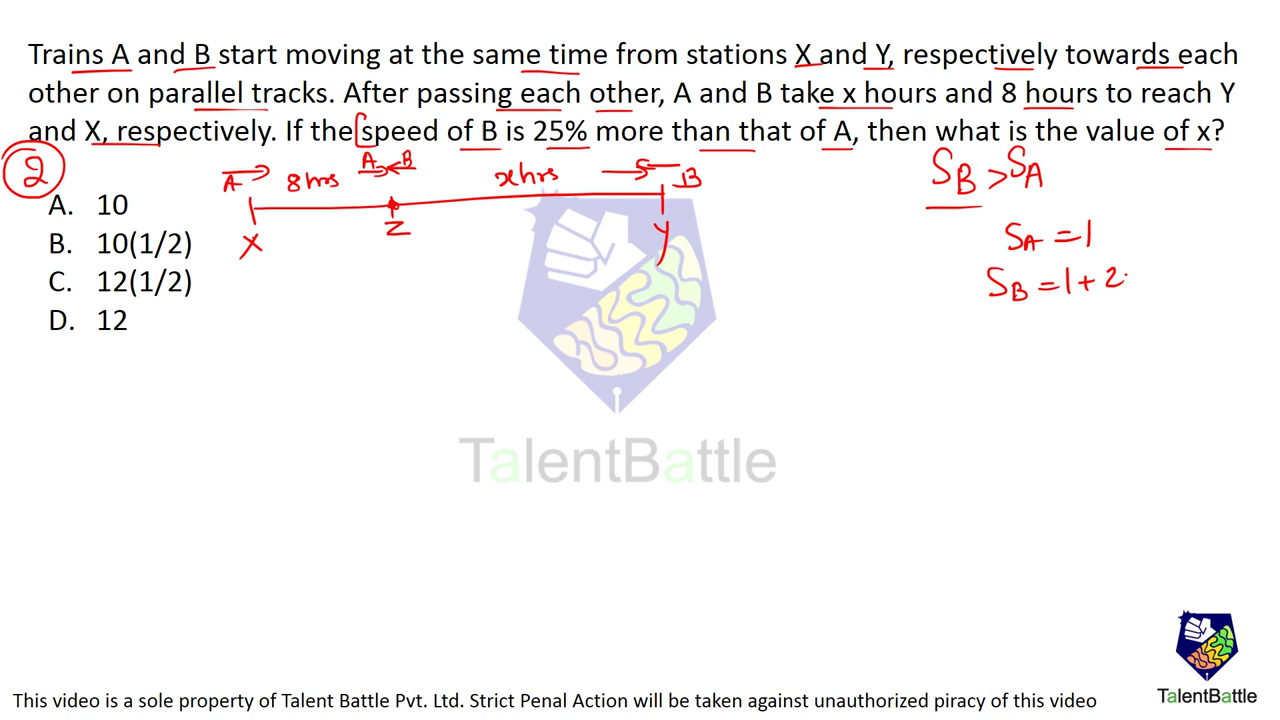 Trains A and B start moving at the same time from stations X and Y, respectively towards each
other on parallel tracks. After passing each other, A and B take x hours and 8 hours to reach Y
and X, respectively. If the speed of B is 25% more than that of A, then what is the value of x?
2
A. 10
B. 10(1/2)
C. 12(1/2)
D. 12
A B
A 8hrs x hrs B
X Z Y
SB > SA
SA = 1
SB = 1 + 2
TalentBattle
TalentBattle
This video is a sole property of Talent Battle Pvt. Ltd. Strict Penal Action will be taken against unauthorized piracy of this video